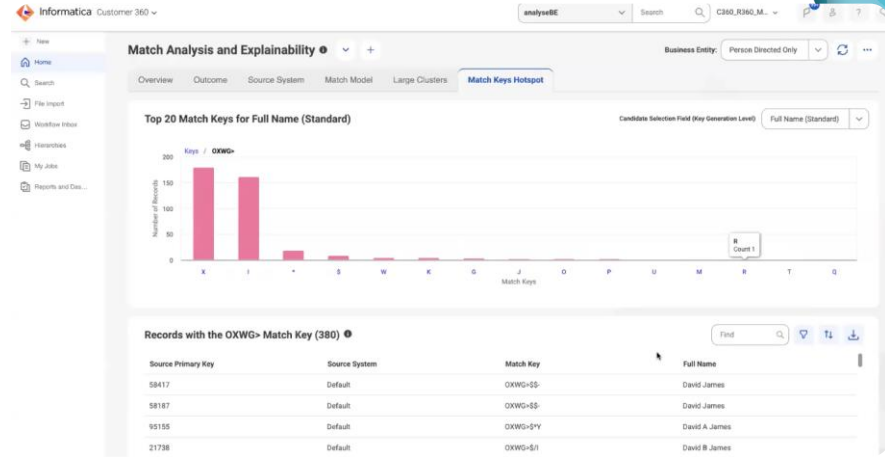 Informatica Customer 360
analyseBE
Search
C360_R360_M...
?
New
Home
Search
File Import
Workflow Inbox
Hierarchies
My Jobs
Reports and Das...
Match Analysis and Explainability
Business Entity: Person Directed Only
Overview Outcome Source System Match Model Large Clusters Match Keys Hotspot
Top 20 Match Keys for Full Name (Standard)
Candidate Selection Field (Key Generation Level) Full Name (Standard)
Keys / OXWG>
Number of Records
200
150
100
50
0
R
Count 1
X I * $ W K G J O P U M R T Q
Match Keys
Records with the OXWG> Match Key (380)
Find
Source Primary Key Source System Match Key Full Name
58417 Default OXWG>$$- David James
58187 Default OXWG>$$- David James
95155 Default OXWG>$*Y David A James
21738 Default OXWG>$/I David B James